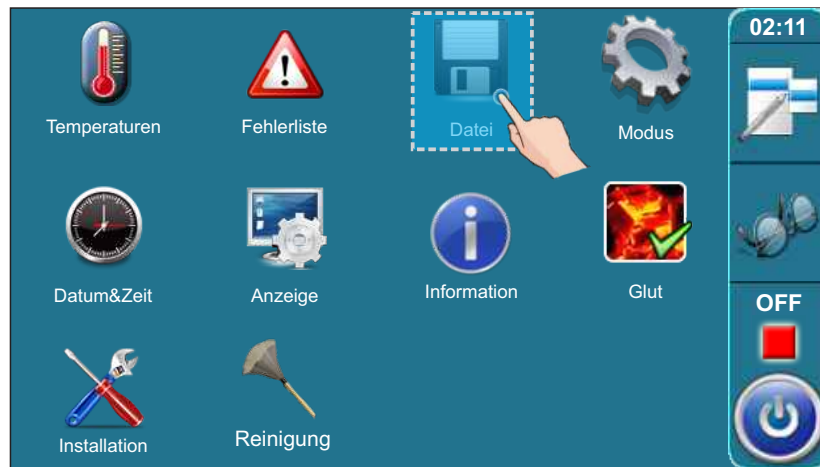 02:11
Temperaturen
Fehlerliste
Datei
Modus
Datum&Zeit
Anzeige
Information
Glut
OFF
Installation
Reinigung